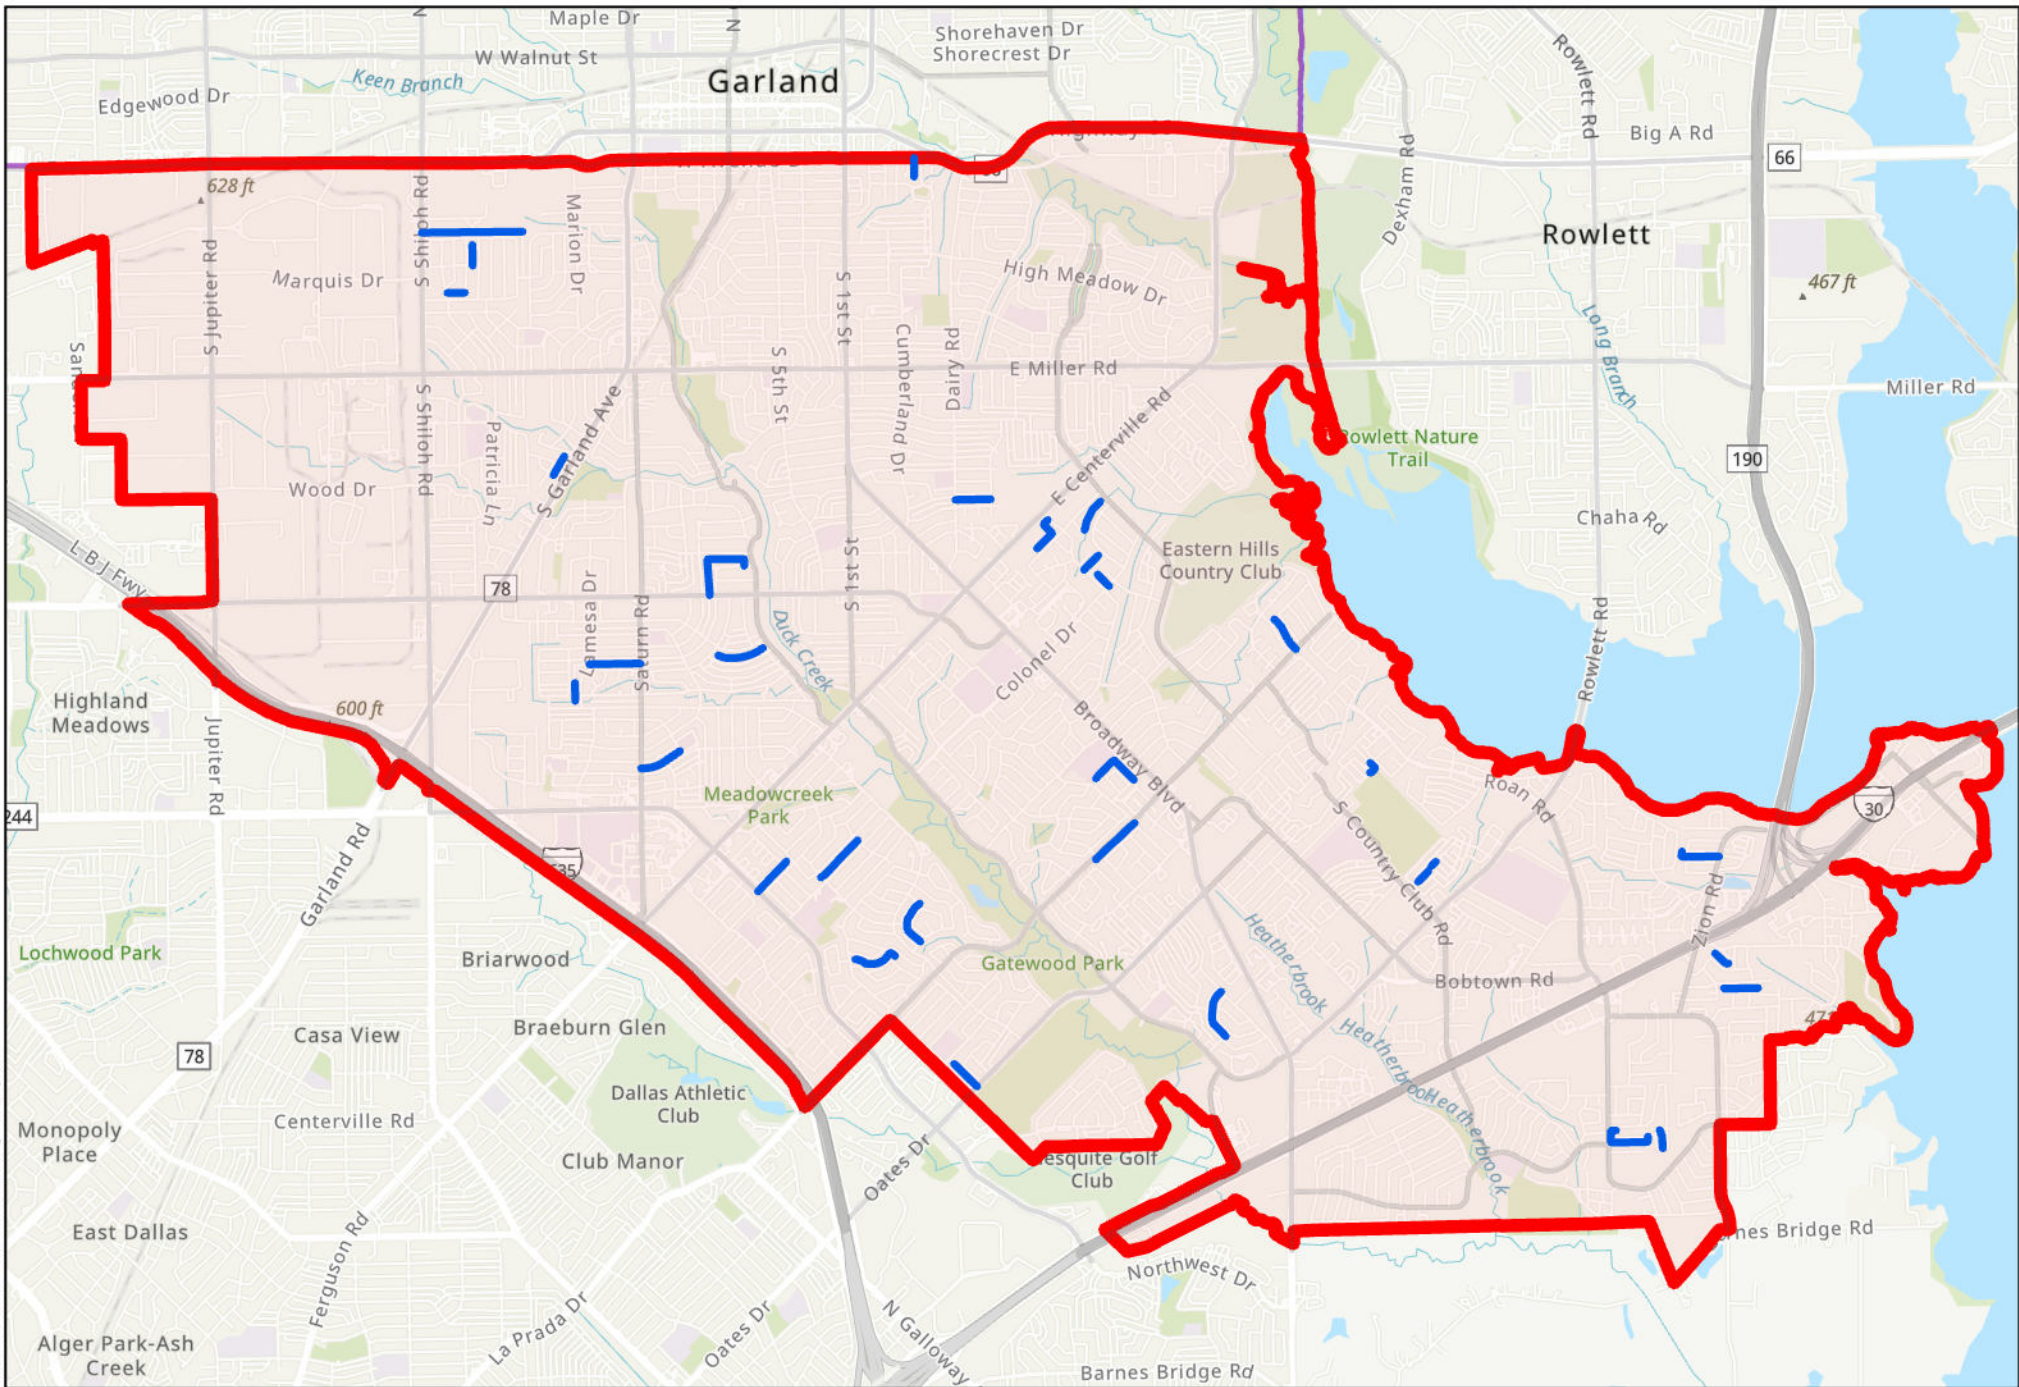 N
Maple Dr
N
Shorehaven Dr
Shorecrest Dr
W Walnut St
Garland
Keen Branch
Edgewood Dr
Rowlett Rd
Big A Rd
66
Dexham Rd
628 ft
S Shiloh Rd
Marion Dr
Rowlett
S Jupiter Rd
Marquis Dr
High Meadow Dr
467 ft
S 1st St
Long Branch
Cumberland Dr
Dairy Rd
S 5th St
E Miller Rd
Miller Rd
S Shiloh Rd
S Garland Ave
E Centerville Rd
Patricia Ln
Rowlett Nature
Trail
190
Wood Dr
Chaha Rd
L B J Fwy
Eastern Hills
Country Club
S 1st St
78
Lamesa Dr
Saturn Rd
Duck Creek
Colonel Dr
Rowlett Rd
Highland
Meadows
600 ft
Jupiter Rd
Broadway Blvd
Meadowcreek
Park
Roan Rd
30
244
S Country Club Rd
Garland Rd
Zion Rd
Lochwood Park
Briarwood
Gatewood Park
Heatherbrook
Bobtown Rd
Casa View
Braeburn Glen
Heatherbrook
78
Dallas Athletic
Club
Heatherbrook
Centerville Rd
Monopoly
Place
Club Manor
Oates Dr
esquite Golf
Club
East Dallas
Ferguson Rd
nes Bridge Rd
Northwest Dr
La Prada Dr
Oates Dr
N Galloway
Alger Park-Ash
Creek
Barnes Bridge Rd